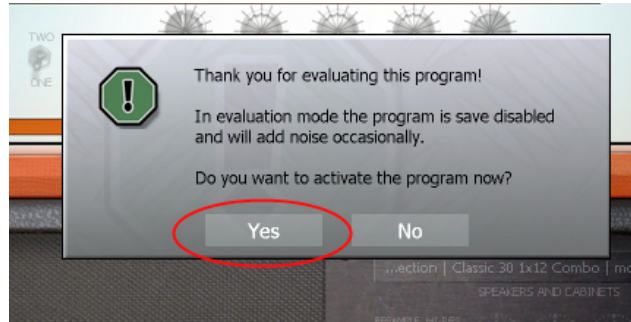 TWO
ONE
Thank you for evaluating this program!
In evaluation mode the program is save disabled
and will add noise occasionally.
Do you want to activate the program now?
Yes No
...ection | Classic 30 1x12 Combo | mo
SPEAKERS AND CABINETS